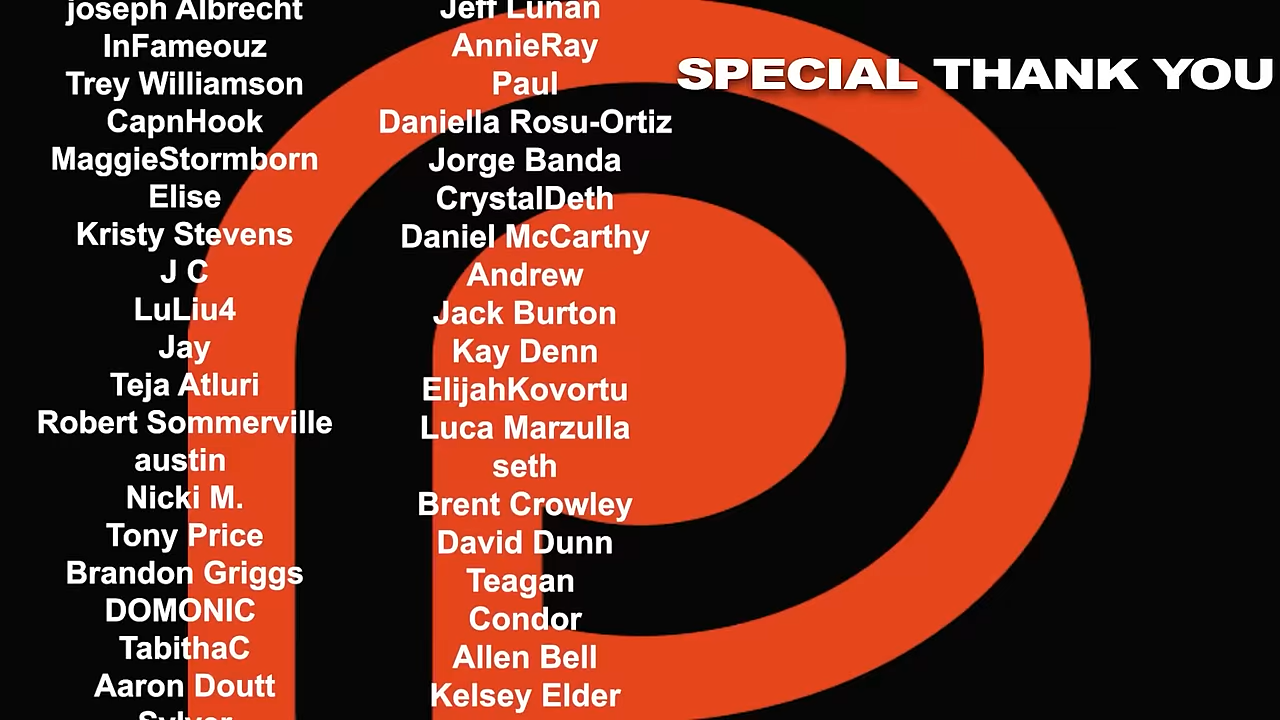 joseph Albrecht
InFameouz
Trey Williamson
CapnHook
MaggieStormborn
Elise
Kristy Stevens
J C
LuLiu4
Jay
Teja Atluri
Robert Sommerville
austin
Nicki M.
Tony Price
Brandon Griggs
DOMONIC
TabithaC
Aaron Doutt
Jeff Lunan
AnnieRay
Paul
Daniella Rosu-Ortiz
Jorge Banda
CrystalDeth
Daniel McCarthy
Andrew
Jack Burton
Kay Denn
ElijahKovortu
Luca Marzulla
seth
Brent Crowley
David Dunn
Teagan
Condor
Allen Bell
Kelsey Elder
SPECIAL THANK YOU